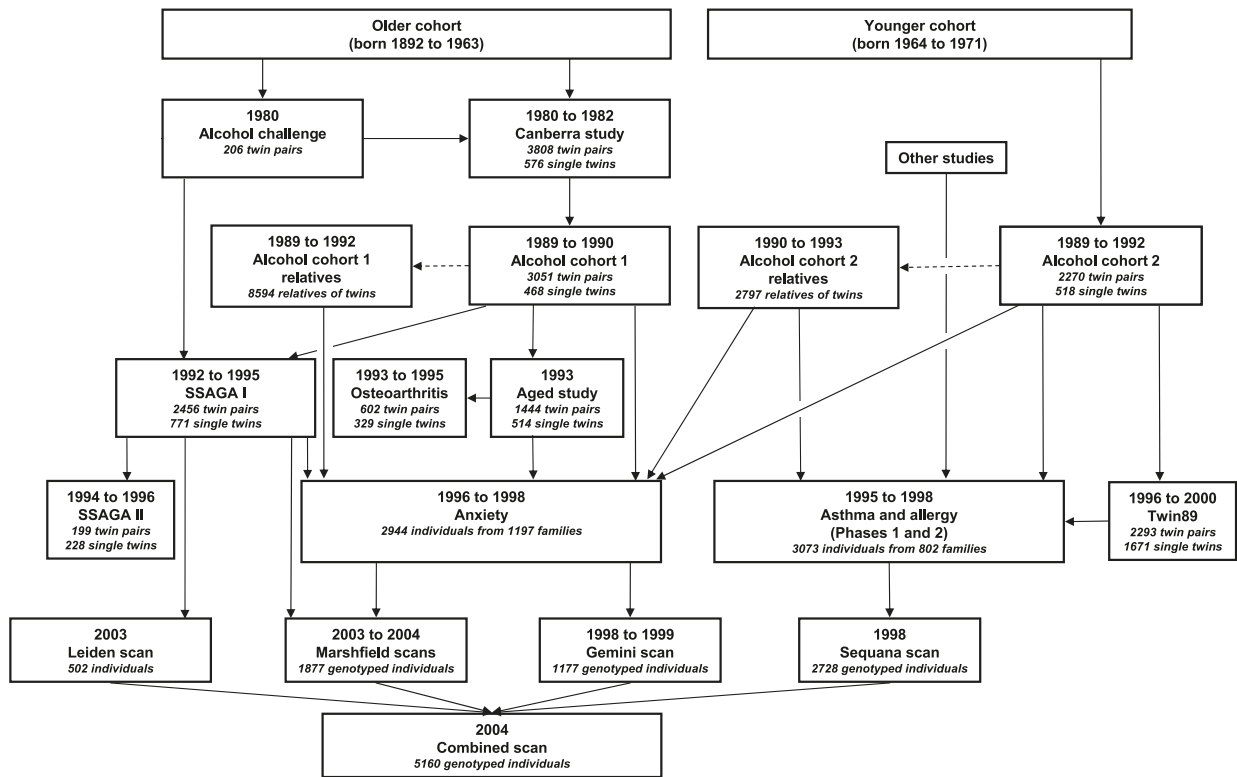 Older cohort
(born 1892 to 1963)
Younger cohort
(born 1964 to 1971)
1980
Alcohol challenge
206 twin pairs
1980 to 1982
Canberra study
3808 twin pairs
576 single twins
Other studies
1989 to 1992
Alcohol cohort 1
relatives
8594 relatives of twins
1989 to 1990
Alcohol cohort 1
3051 twin pairs
468 single twins
1990 to 1993
Alcohol cohort 2
relatives
2797 relatives of twins
1989 to 1992
Alcohol cohort 2
2270 twin pairs
518 single twins
1992 to 1995
SSAGA I
2456 twin pairs
771 single twins
1993 to 1995
Osteoarthritis
602 twin pairs
329 single twins
1993
Aged study
1444 twin pairs
514 single twins
1994 to 1996
SSAGA II
199 twin pairs
228 single twins
1996 to 1998
Anxiety
2944 individuals from 1197 families
1995 to 1998
Asthma and allergy
(Phases 1 and 2)
3073 individuals from 802 families
1996 to 2000
Twin89
2293 twin pairs
1671 single twins
2003
Leiden scan
502 individuals
2003 to 2004
Marshfield scans
1877 genotyped individuals
1998 to 1999
Gemini scan
1177 genotyped individuals
1998
Sequana scan
2728 genotyped individuals
2004
Combined scan
5160 genotyped individuals